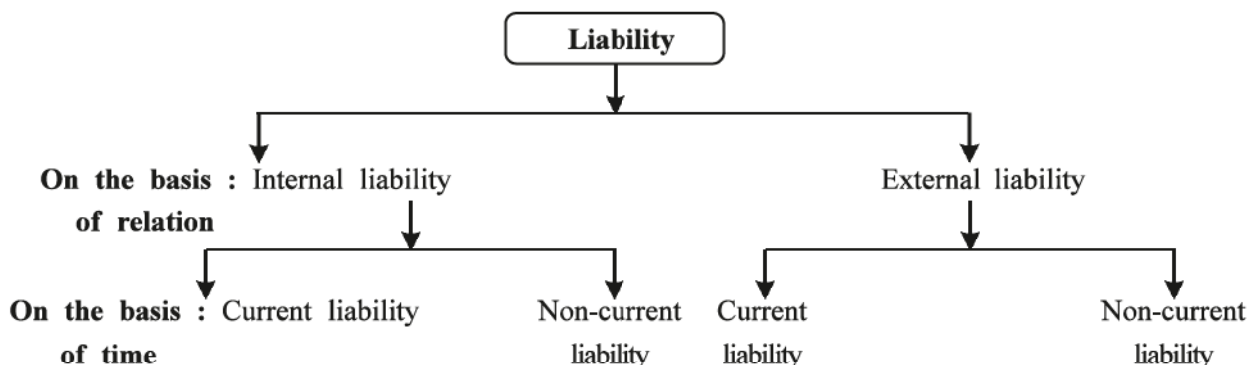 Liability
On the basis : Internal liability External liability
of relation
On the basis : Current liability Non-current Current Non-current
of time liability liability liability